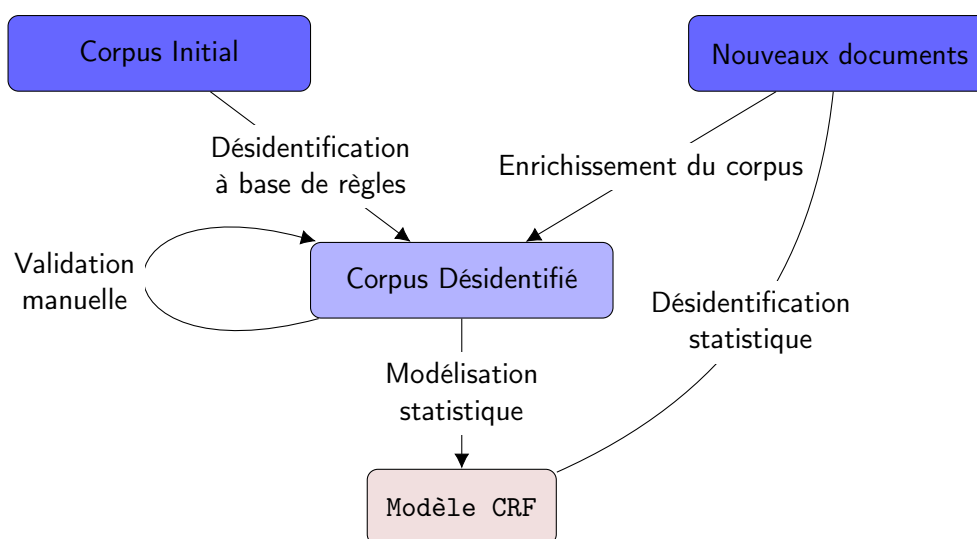 Corpus Initial
Nouveaux documents
Désidentification
à base de règles
Enrichissement du corpus
Validation
manuelle
Corpus Désidentifié
Désidentification
statistique
Modélisation
statistique
Modèle CRF